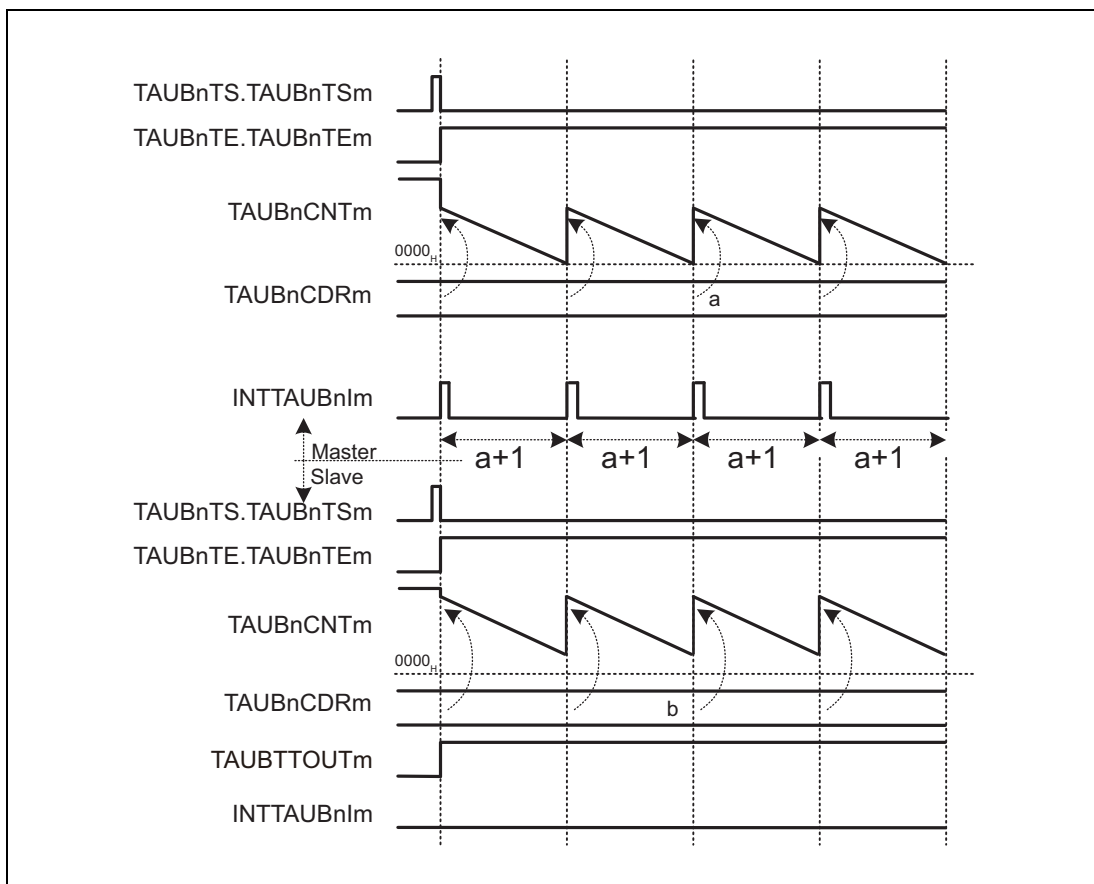 TAUBnTS.TAUBnTSm
TAUBnTE.TAUBnTEm
TAUBnCNTm
0000H
TAUBnCDRm
a
INTTAUBnIm
a+1 a+1 a+1 a+1
Master
Slave
TAUBnTS.TAUBnTSm
TAUBnTE.TAUBnTEm
TAUBnCNTm
0000H
TAUBnCDRm
b
TAUBTTOUTm
INTTAUBnIm